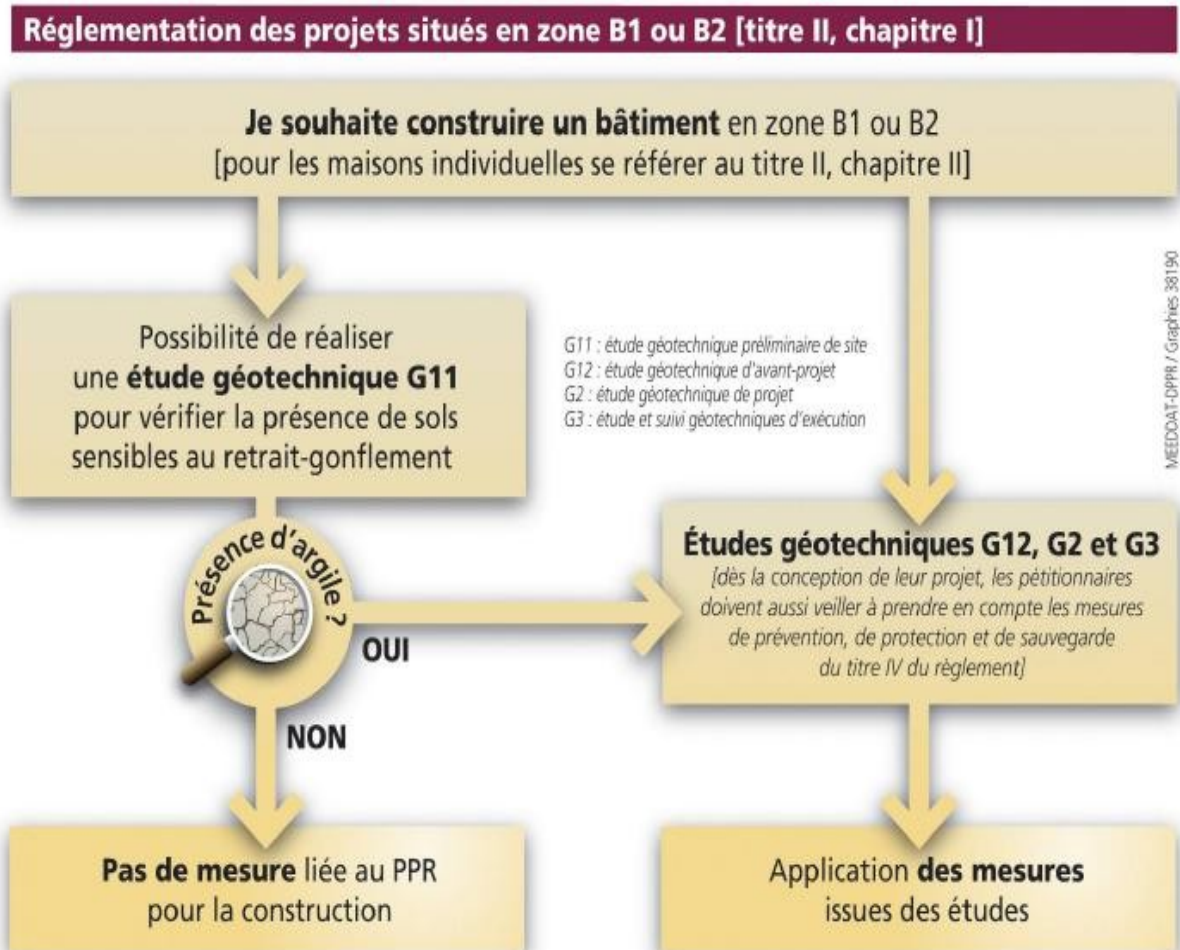 Réglementation des projets situés en zone B1 ou B2 [titre II, chapitre I]
Je souhaite construire un bâtiment en zone B1 ou B2
[pour les maisons individuelles se référer au titre II, chapitre II]
Possibilité de réaliser
une étude géotechnique G11
pour vérifier la présence de sols
sensibles au retrait-gonflement
G11 : étude géotechnique préliminaire de site
G12 : étude géotechnique d'avant-projet
G2 : étude géotechnique de projet
G3 : étude et suivi géotechniques d'exécution
MEEDDAT-DPPR / Graphies 38190
Présence d'argile ?
OUI
NON
Études géotechniques G12, G2 et G3
[dès la conception de leur projet, les pétitionnaires
doivent aussi veiller à prendre en compte les mesures
de prévention, de protection et de sauvegarde
du titre IV du règlement]
Pas de mesure liée au PPR
pour la construction
Application des mesures
issues des études